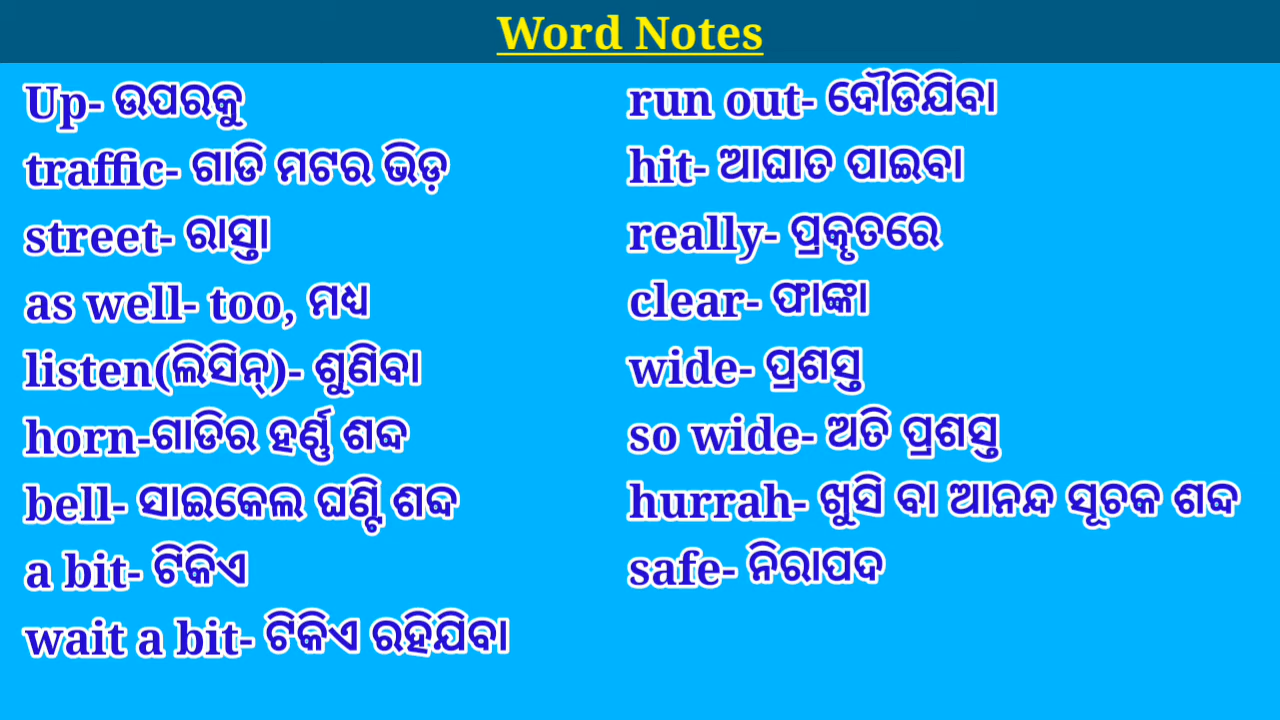 Word Notes
Up- ଉପରକୁ
traffic- ଗାଡି ମଟର ଭିଡ଼
street- ରାସ୍ତା
as well- too, ମଧ୍ୟ
listen(ଲିସିନ୍)- ଶୁଣିବା
horn-ଗାଡିର ହର୍ଣ୍ଣ ଶବ୍ଦ
bell- ସାଇକେଲ ଘଣ୍ଟି ଶବ୍ଦ
a bit- ଟିକିଏ
wait a bit- ଟିକିଏ ରହିଯିବା
run out- ଦୌଡିଯିବା
hit- ଆଘାତ ପାଇବା
really- ପ୍ରକୃତରେ
clear- ଫାଙ୍କା
wide- ପ୍ରଶସ୍ତ
so wide- ଅତି ପ୍ରଶସ୍ତ
hurrah- ଖୁସି ବା ଆନନ୍ଦ ସୂଚକ ଶବ୍ଦ
safe- ନିରାପଦ